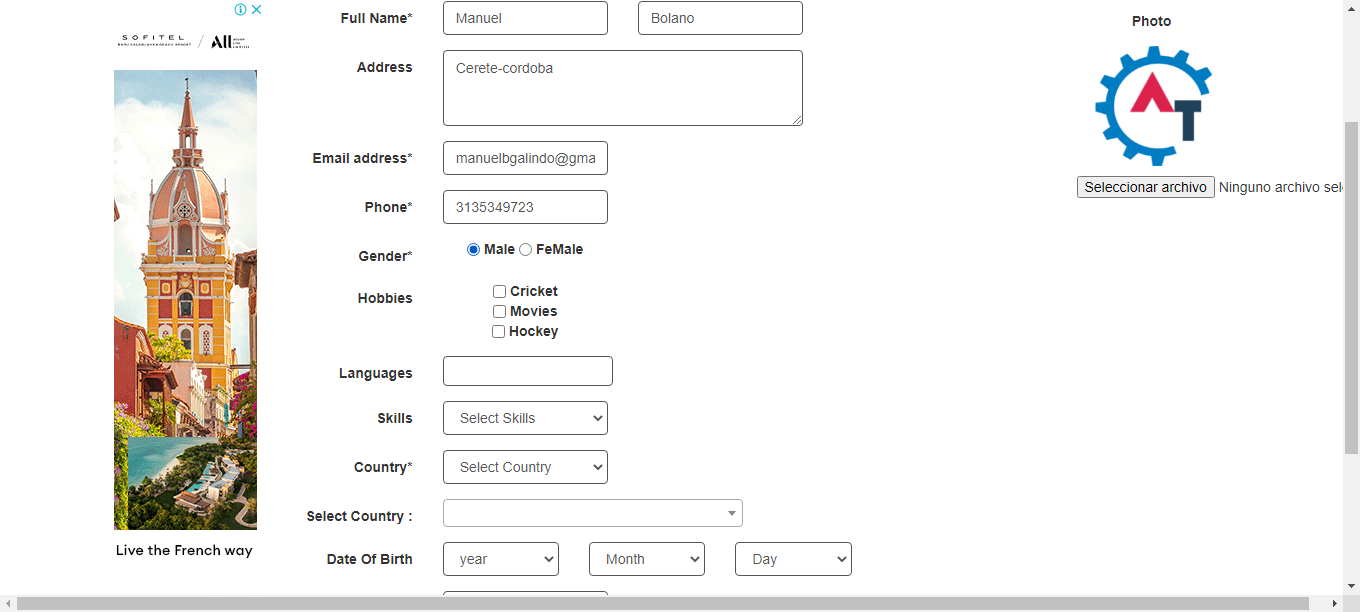 Full Name*
Manuel
Bolano
Photo
SOFITEL
ALL
Address
Cerete-cordoba
AT
Email address*
manuelbgalindo@gma
Seleccionar archivo
Ninguno archivo sel
Phone*
3135349723
Gender*
Male
FeMale
Hobbies
Cricket
Movies
Hockey
Languages
Skills
Select Skills
Country*
Select Country
Select Country :
Live the French way
Date Of Birth
year
Month
Day